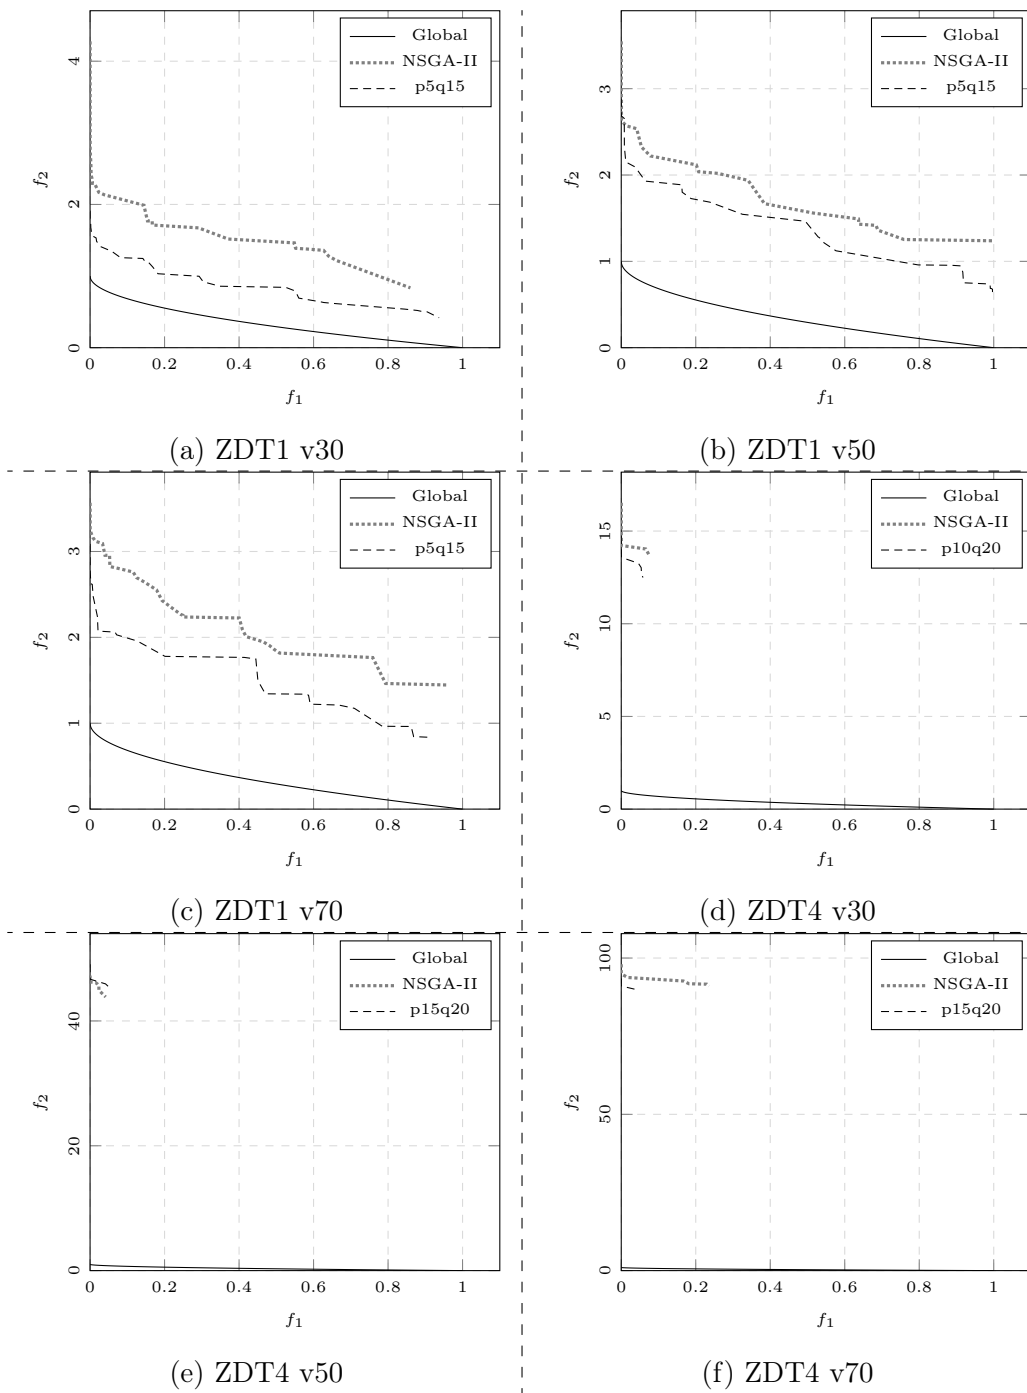 Global
NSGA-II
p5q15
4
2
0
f2
0 0.2 0.4 0.6 0.8 1
f1
(a) ZDT1 v30
Global
NSGA-II
p5q15
3
2
1
0
f2
0 0.2 0.4 0.6 0.8 1
f1
(b) ZDT1 v50
Global
NSGA-II
p5q15
3
2
1
0
f2
0 0.2 0.4 0.6 0.8 1
f1
(c) ZDT1 v70
Global
NSGA-II
p10q20
15
10
5
0
f2
0 0.2 0.4 0.6 0.8 1
f1
(d) ZDT4 v30
Global
NSGA-II
p15q20
40
20
0
f2
0 0.2 0.4 0.6 0.8 1
f1
(e) ZDT4 v50
Global
NSGA-II
p15q20
100
50
0
f2
0 0.2 0.4 0.6 0.8 1
f1
(f) ZDT4 v70